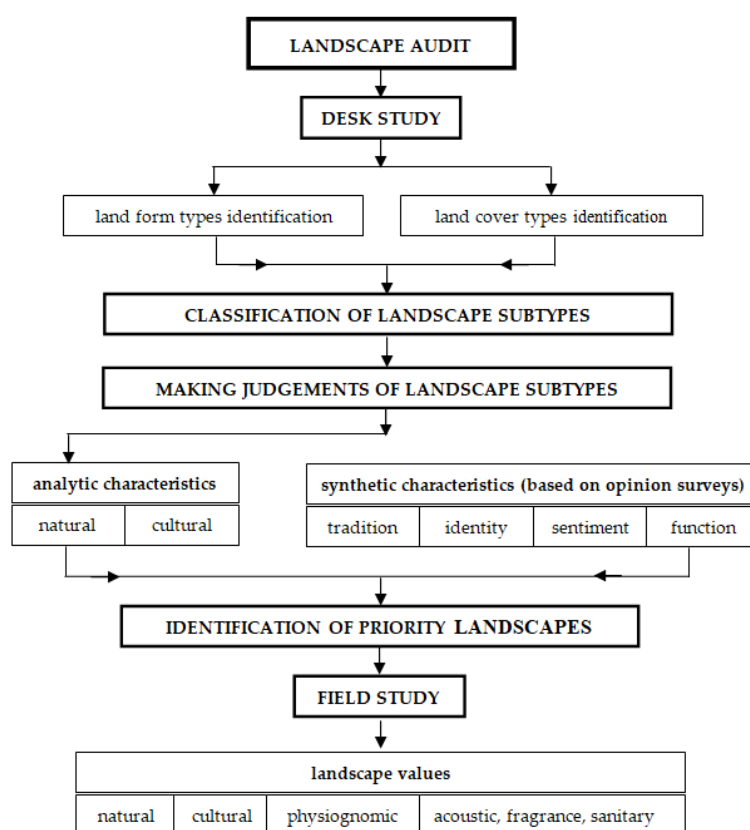 LANDSCAPE AUDIT
DESK STUDY
land form types identification
land cover types identification
CLASSIFICATION OF LANDSCAPE SUBTYPES
MAKING JUDGEMENTS OF LANDSCAPE SUBTYPES
analytic characteristics
natural
cultural
synthetic characteristics (based on opinion surveys)
tradition
identity
sentiment
function
IDENTIFICATION OF PRIORITY LANDSCAPES
FIELD STUDY
landscape values
natural
cultural
physiognomic
acoustic, fragrance, sanitary